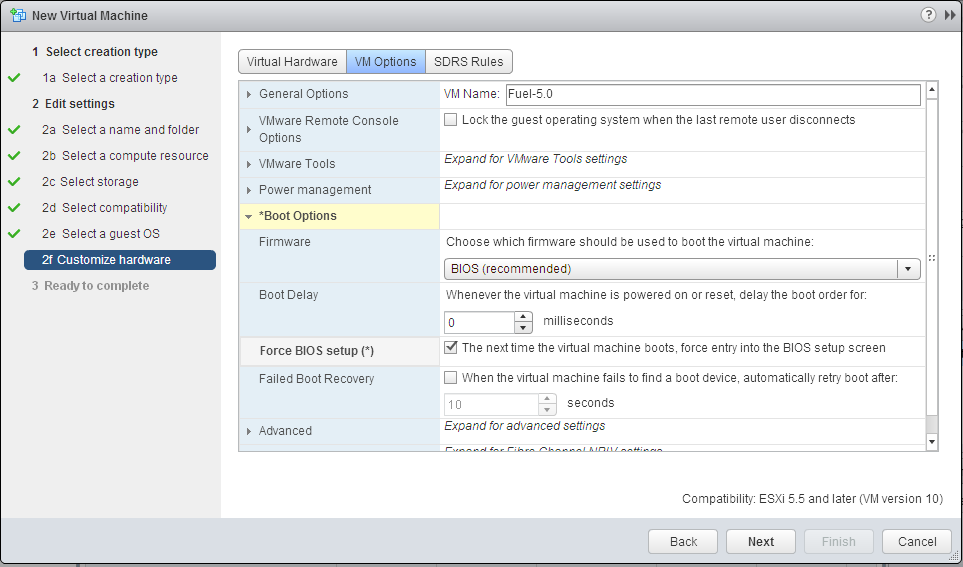 New Virtual Machine
?
1 Select creation type
1a Select a creation type
2 Edit settings
2a Select a name and folder
2b Select a compute resource
2c Select storage
2d Select compatibility
2e Select a guest OS
2f Customize hardware
3 Ready to complete
Virtual Hardware VM Options SDRS Rules
General Options VM Name: Fuel-5.0
VMware Remote Console
Options
Lock the guest operating system when the last remote user disconnects
VMware Tools Expand for VMware Tools settings
Power management Expand for power management settings
*Boot Options
Firmware Choose which firmware should be used to boot the virtual machine:
BIOS (recommended)
Boot Delay Whenever the virtual machine is powered on or reset, delay the boot order for:
0 milliseconds
Force BIOS setup (*) The next time the virtual machine boots, force entry into the BIOS setup screen
Failed Boot Recovery When the virtual machine fails to find a boot device, automatically retry boot after:
10 seconds
Advanced Expand for advanced settings
Expand for Fibre Channel NPIV settings
Compatibility: ESXi 5.5 and later (VM version 10)
Back Next Finish Cancel